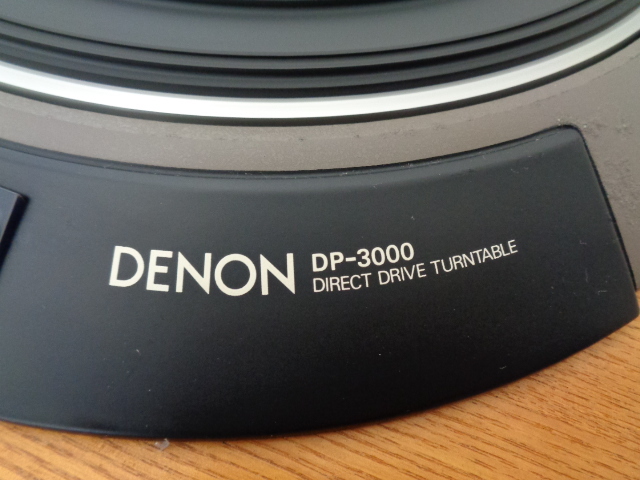 DENON DP-3000
DIRECT DRIVE TURNTABLE